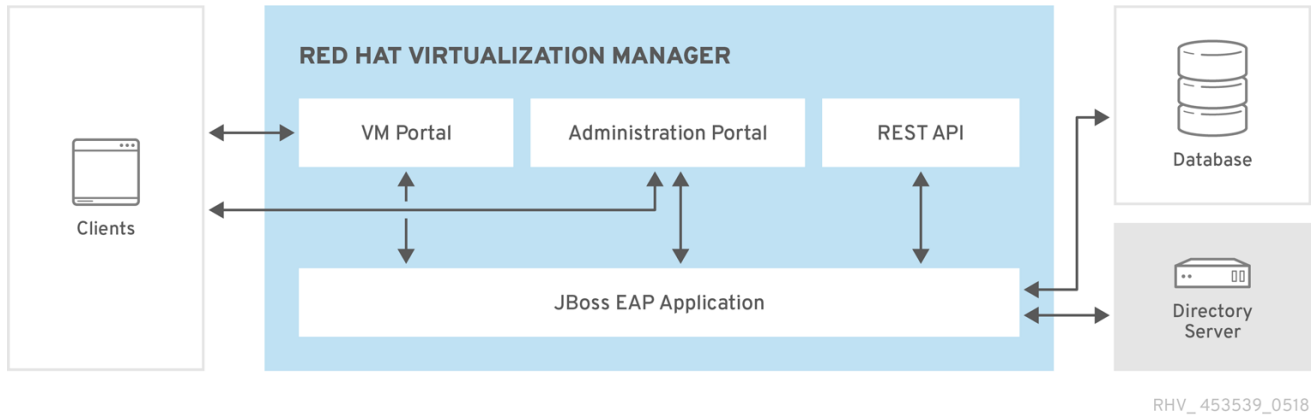 RED HAT VIRTUALIZATION MANAGER
VM Portal
Administration Portal
REST API
Clients
JBoss EAP Application
Database
Directory
Server
RHV_453539_0518